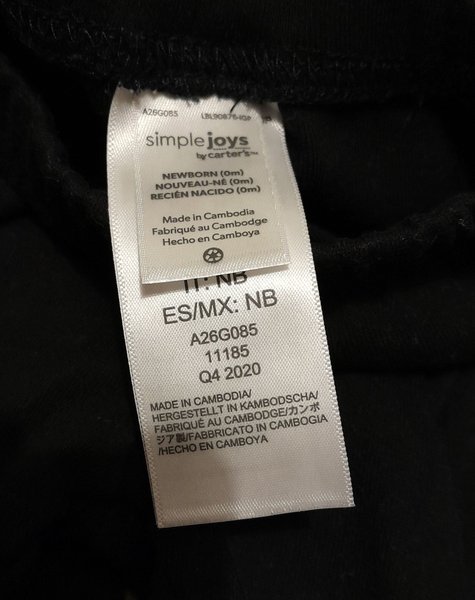 A26G085
simple joys
by carter's™
NEWBORN (0m)
NOUVEAU-NÉ (0m)
RECIÉN NACIDO (0m)
Made in Cambodia
Fabriqué au Cambodge
Hecho en Camboya
IT: NB
ES/MX: NB
A26G085
11185
Q4 2020
MADE IN CAMBODIA/
HERGESTELLT IN KAMBODSCHA/
FABRIQUÉ AU CAMBODGE/カンボ
ジア製/FABBRICATO IN CAMBOGIA
/HECHO EN CAMBOYA